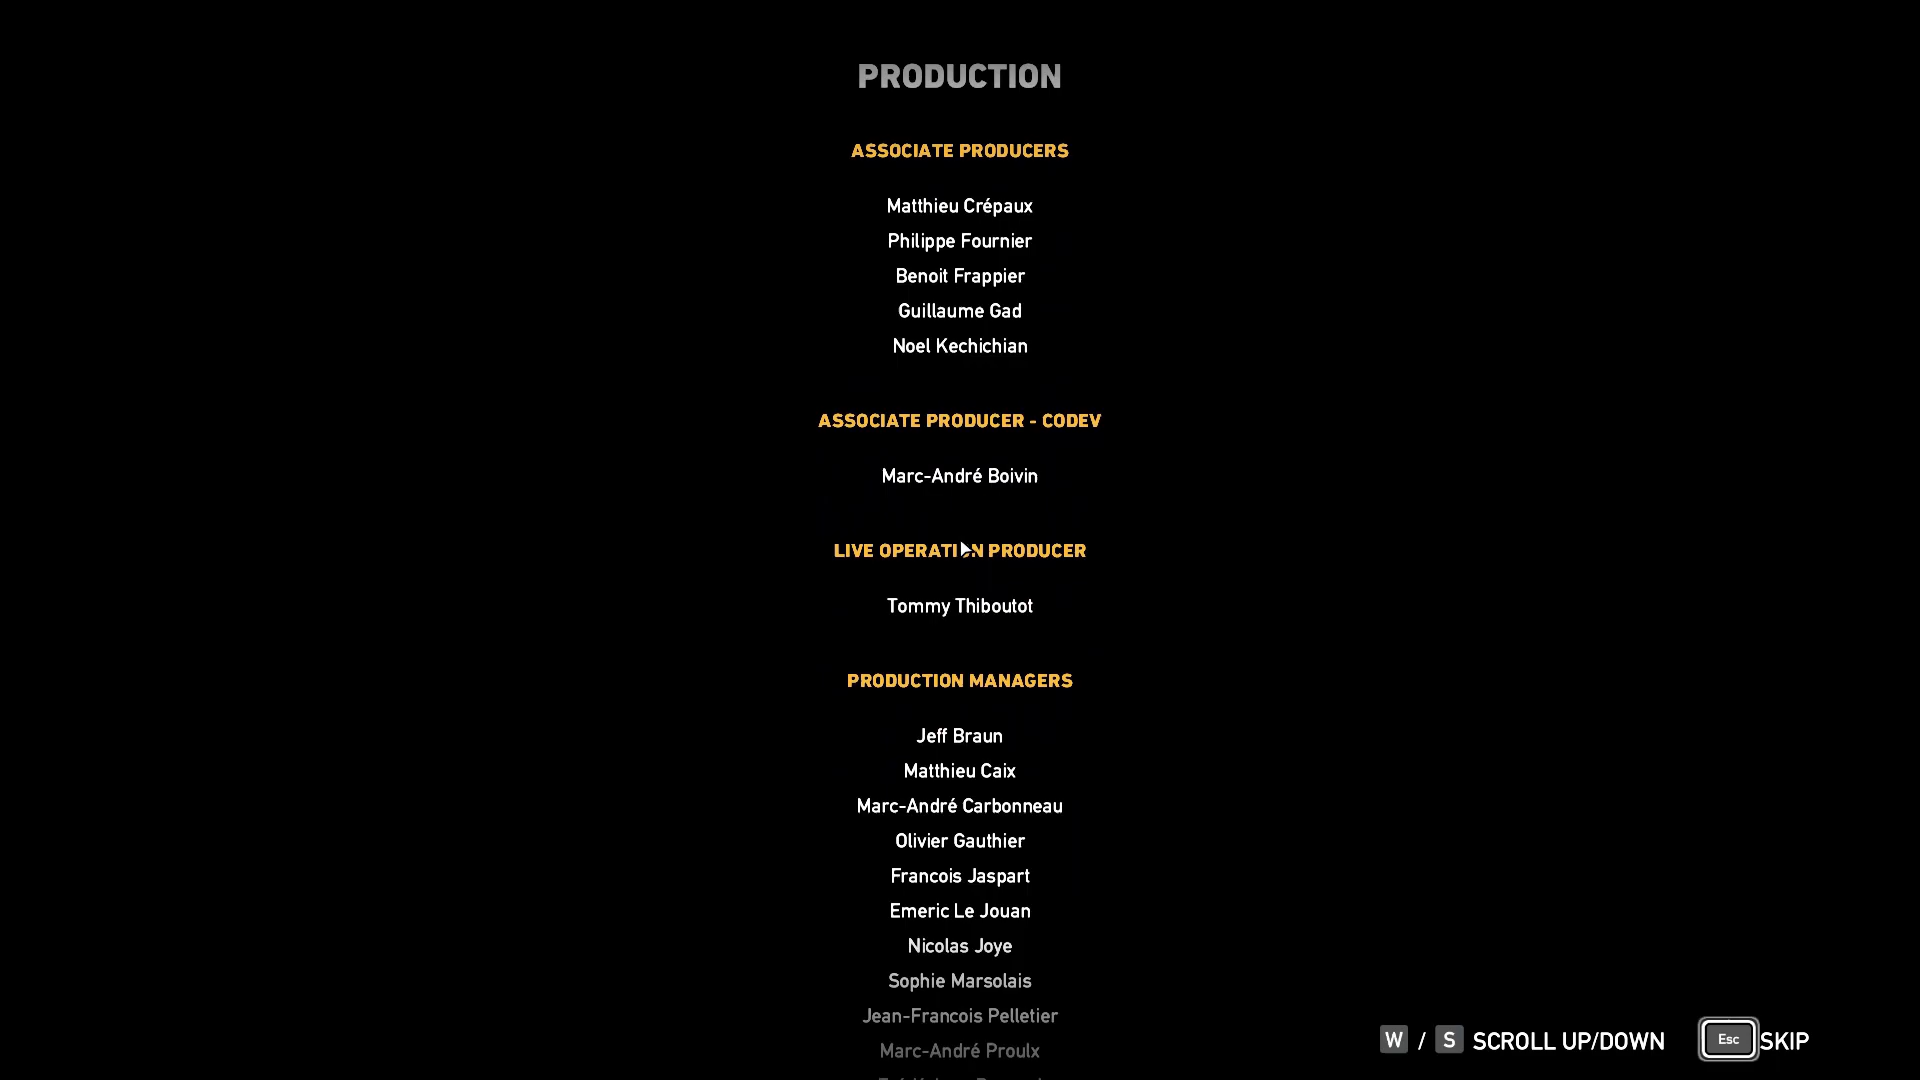 PRODUCTION
ASSOCIATE PRODUCERS
Matthieu Crépaux
Philippe Fournier
Benoit Frappier
Guillaume Gad
Noel Kechichian
ASSOCIATE PRODUCER - CODEV
Marc-André Boivin
LIVE OPERATION PRODUCER
Tommy Thiboutot
PRODUCTION MANAGERS
Jeff Braun
Matthieu Caix
Marc-André Carbonneau
Olivier Gauthier
Francois Jaspart
Emeric Le Jouan
Nicolas Joye
Sophie Marsolais
Jean-Francois Pelletier
Marc-André Proulx
W / S SCROLL UP/DOWN Esc SKIP